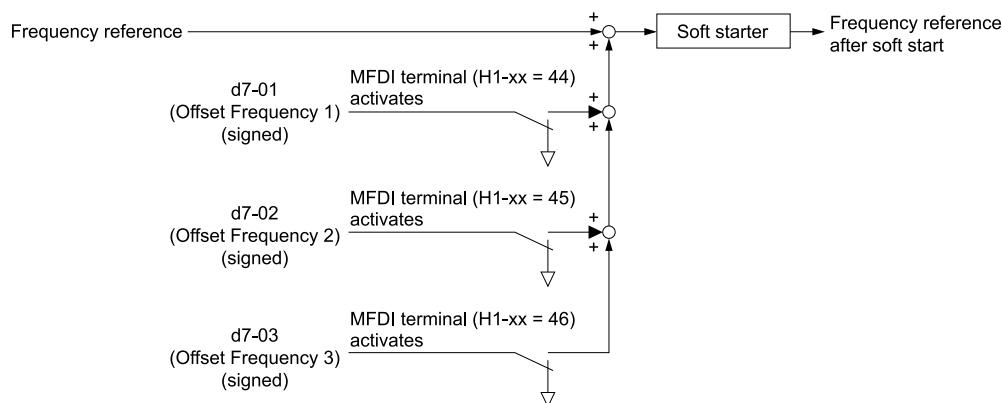 Frequency reference
+
+
Soft starter
Frequency reference
after soft start
d7-01
(Offset Frequency 1)
(signed)
MFDI terminal (H1-xx = 44)
activates
+
+
d7-02
(Offset Frequency 2)
(signed)
MFDI terminal (H1-xx = 45)
activates
+
+
d7-03
(Offset Frequency 3)
(signed)
MFDI terminal (H1-xx = 46)
activates